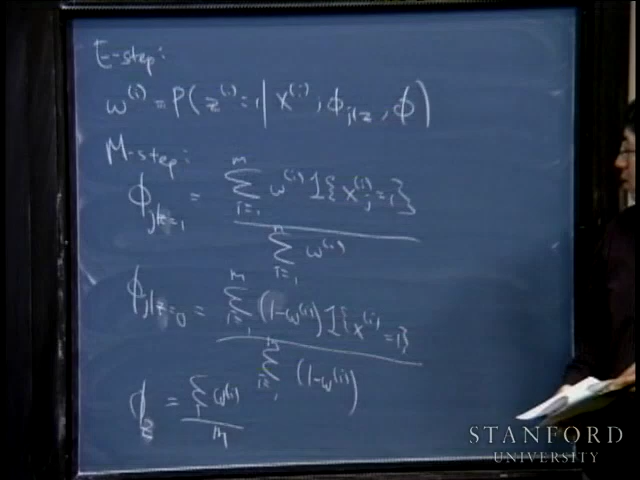 E-step:
w^(i) = P(z^(i)=1 | x^(i); φ_j|z, φ)
M-step:
φ_j|z=1 = Σ_{i=1}^m w^(i) 1{x_j^(i)=1} / Σ_{i=1}^m w^(i)
φ_j|z=0 = Σ_{i=1}^m (1-w^(i)) 1{x_j^(i)=1} / Σ_{i=1}^m (1-w^(i))
φ_z = Σ_i w^(i) / m
STANFORD
UNIVERSITY